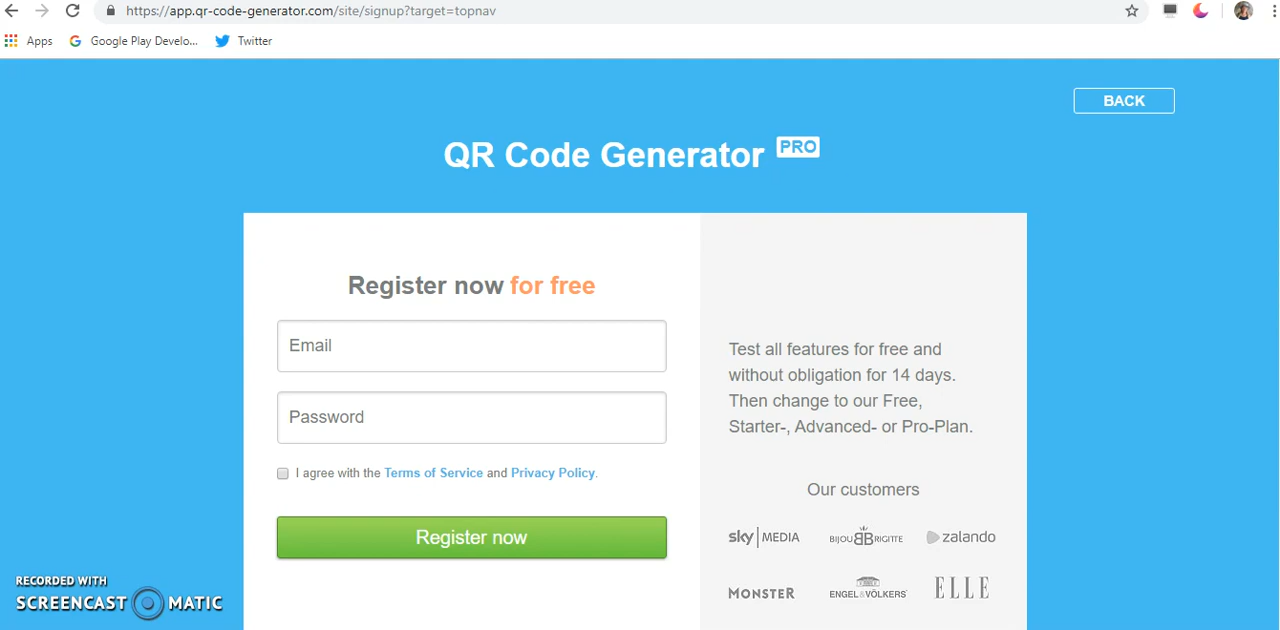 https://app.qr-code-generator.com/site/signup?target=topnav
Apps Google Play Develo... Twitter
BACK
QR Code Generator PRO
Register now for free
Email
Password
I agree with the Terms of Service and Privacy Policy.
Register now
Test all features for free and
without obligation for 14 days.
Then change to our Free,
Starter-, Advanced- or Pro-Plan.
Our customers
sky MEDIA BIJOU BB BRIGITTE zalando
MONSTER ENGEL & VÖLKERS ELLE
RECORDED WITH
SCREENCAST MATIC